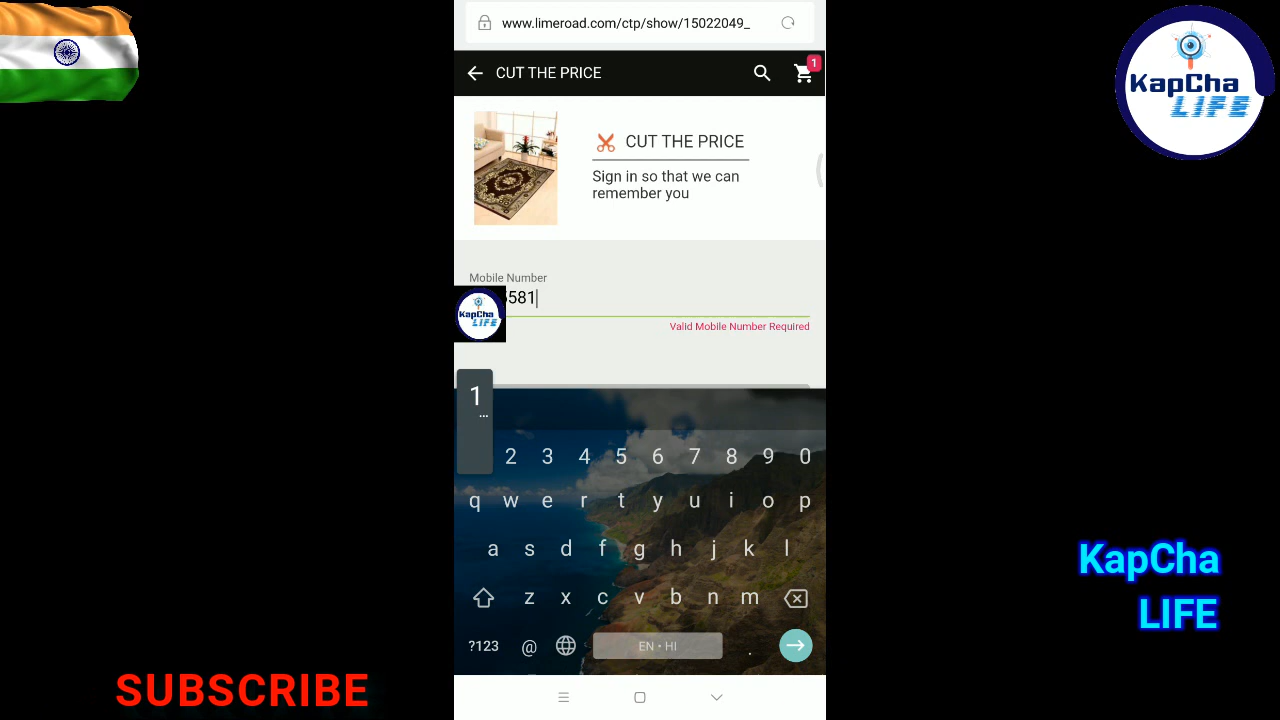 www.limeroad.com/ctp/show/15022049_
CUT THE PRICE
1
KapCha
LIFE
CUT THE PRICE
Sign in so that we can
remember you
Mobile Number
5581
KapCha
LIFE
Valid Mobile Number Required
1
...
2 3 4 5 6 7 8 9 0
q w e r t y u i o p
a s d f g h j k l
z x c v b n m
?123 @ EN • HI .
KapCha
LIFE
SUBSCRIBE